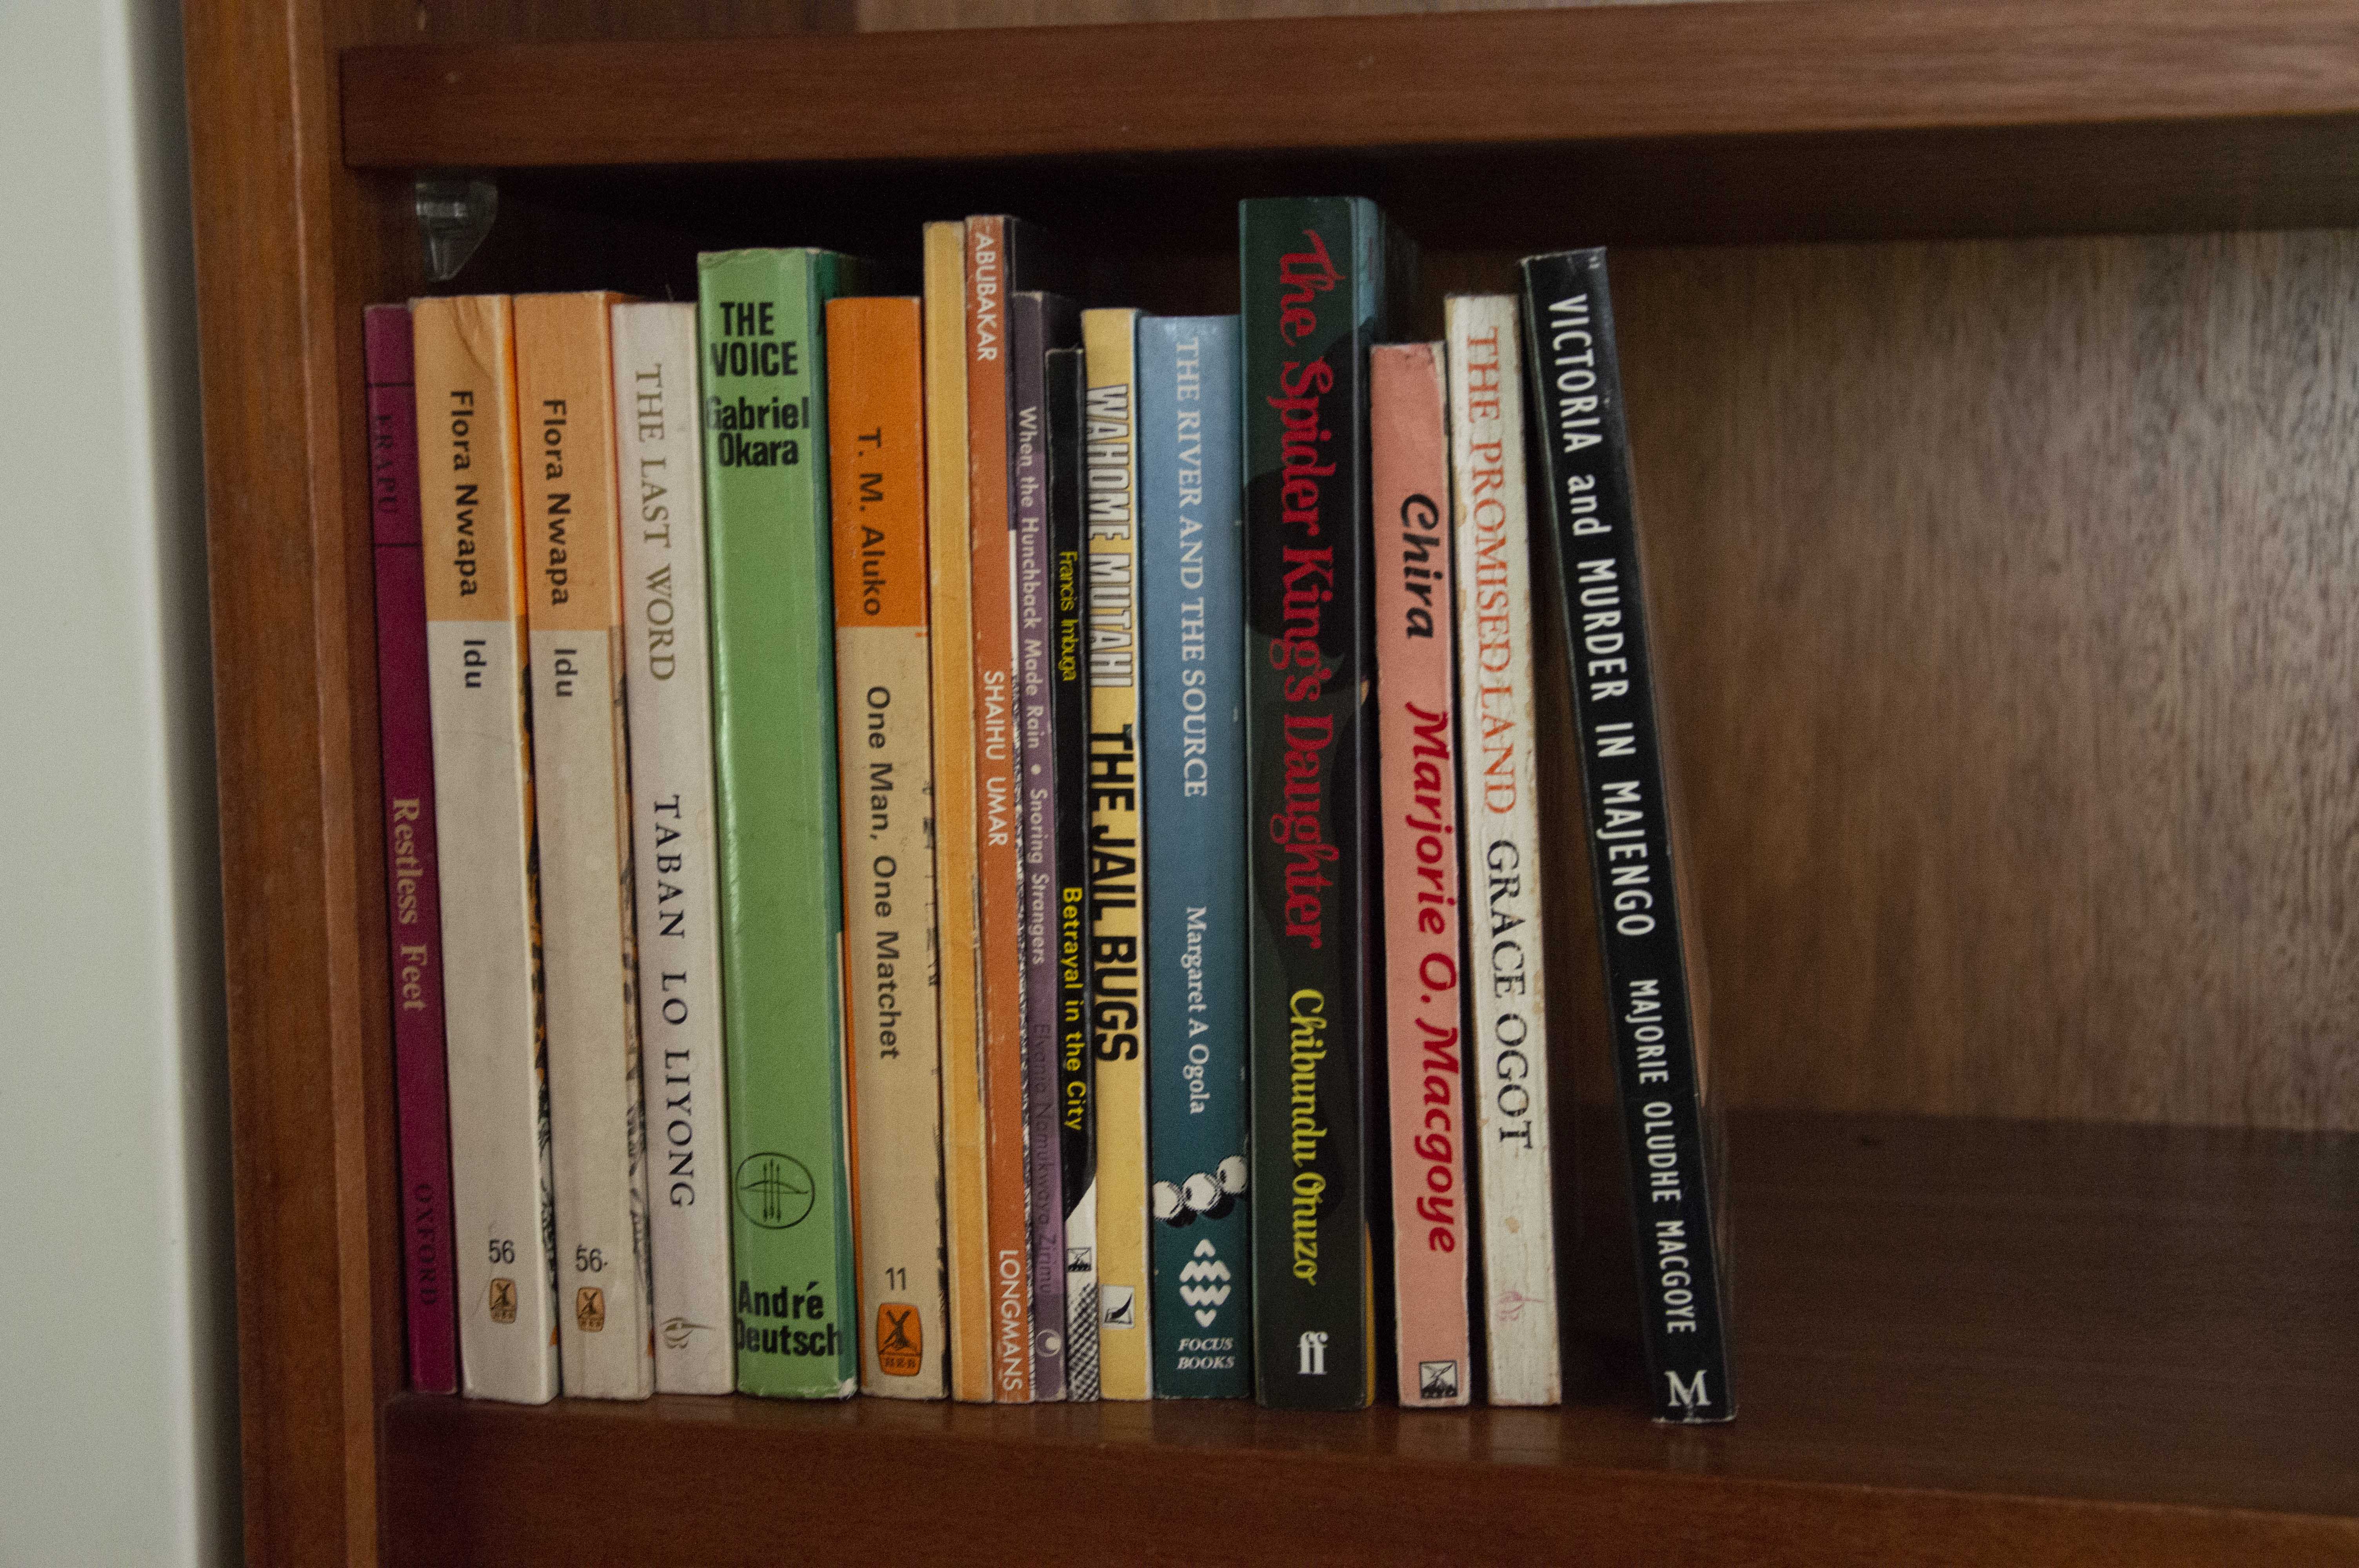 ERAPU Restless Feet OXFORD
Flora Nwapa Idu 56
Flora Nwapa Idu 56
THE LAST WORD TABAN LO LIYONG
THE
VOICE
Gabriel
Okara
André
Deutsch
T. M. Aluko One Man, One Matchet 11
H·E·B
ABUBAKAR SHAIHU UMAR LONGMANS
When the Hunchback Made Rain • Snoring Strangers Elvania Namukwaya Zirimu
Francis Imbuga Betrayal in the City
WAHOME MUTAHI THE JAIL BUGS
THE RIVER AND THE SOURCE Margaret A Ogola
FOCUS
BOOKS
The Spider King's Daughter Chibundu Onuzo ff
Chira Marjorie O. Macgoye
THE PROMISED LAND GRACE OGOT
VICTORIA and MURDER IN MAJENGO MAJORIE OLUDHE MACGOYE M